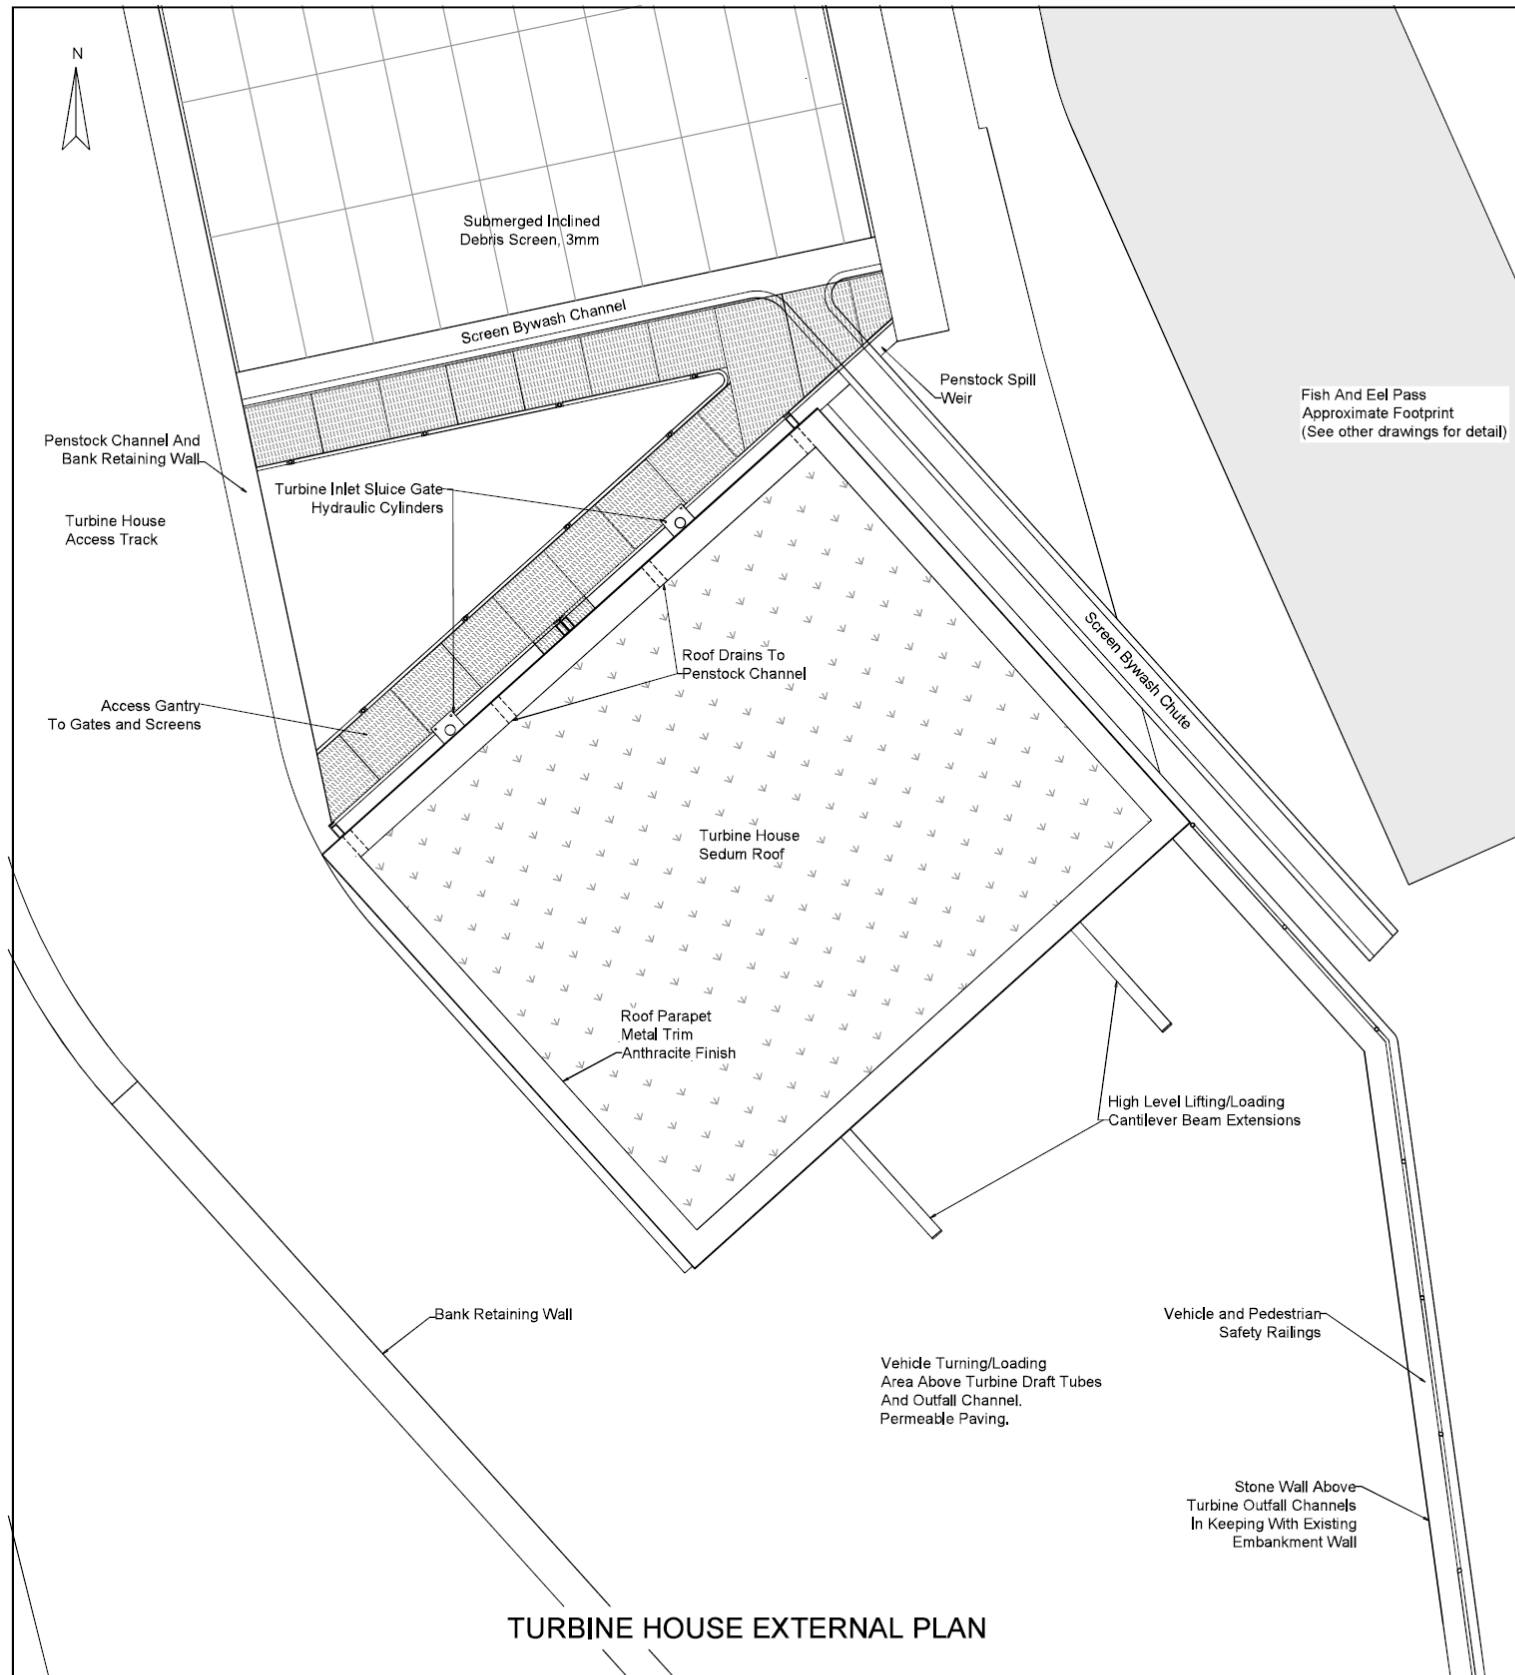 N
Submerged Inclined
Debris Screen, 3mm
Screen Bywash Channel
Penstock Spill
Weir
Fish And Eel Pass
Approximate Footprint
(See other drawings for detail)
Penstock Channel And
Bank Retaining Wall
Turbine Inlet Sluice Gate
Hydraulic Cylinders
Turbine House
Access Track
Screen Bywash Chute
Roof Drains To
Penstock Channel
Access Gantry
To Gates and Screens
Turbine House
Sedum Roof
Roof Parapet
Metal Trim
Anthracite Finish
High Level Lifting/Loading
Cantilever Beam Extensions
Bank Retaining Wall
Vehicle and Pedestrian
Safety Railings
Vehicle Turning/Loading
Area Above Turbine Draft Tubes
And Outfall Channel.
Permeable Paving.
Stone Wall Above
Turbine Outfall Channels
In Keeping With Existing
Embankment Wall
TURBINE HOUSE EXTERNAL PLAN